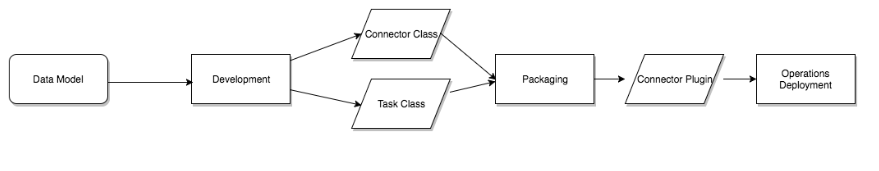 Data Model
Development
Connector Class
Task Class
Packaging
Connector Plugin
Operations
Deployment